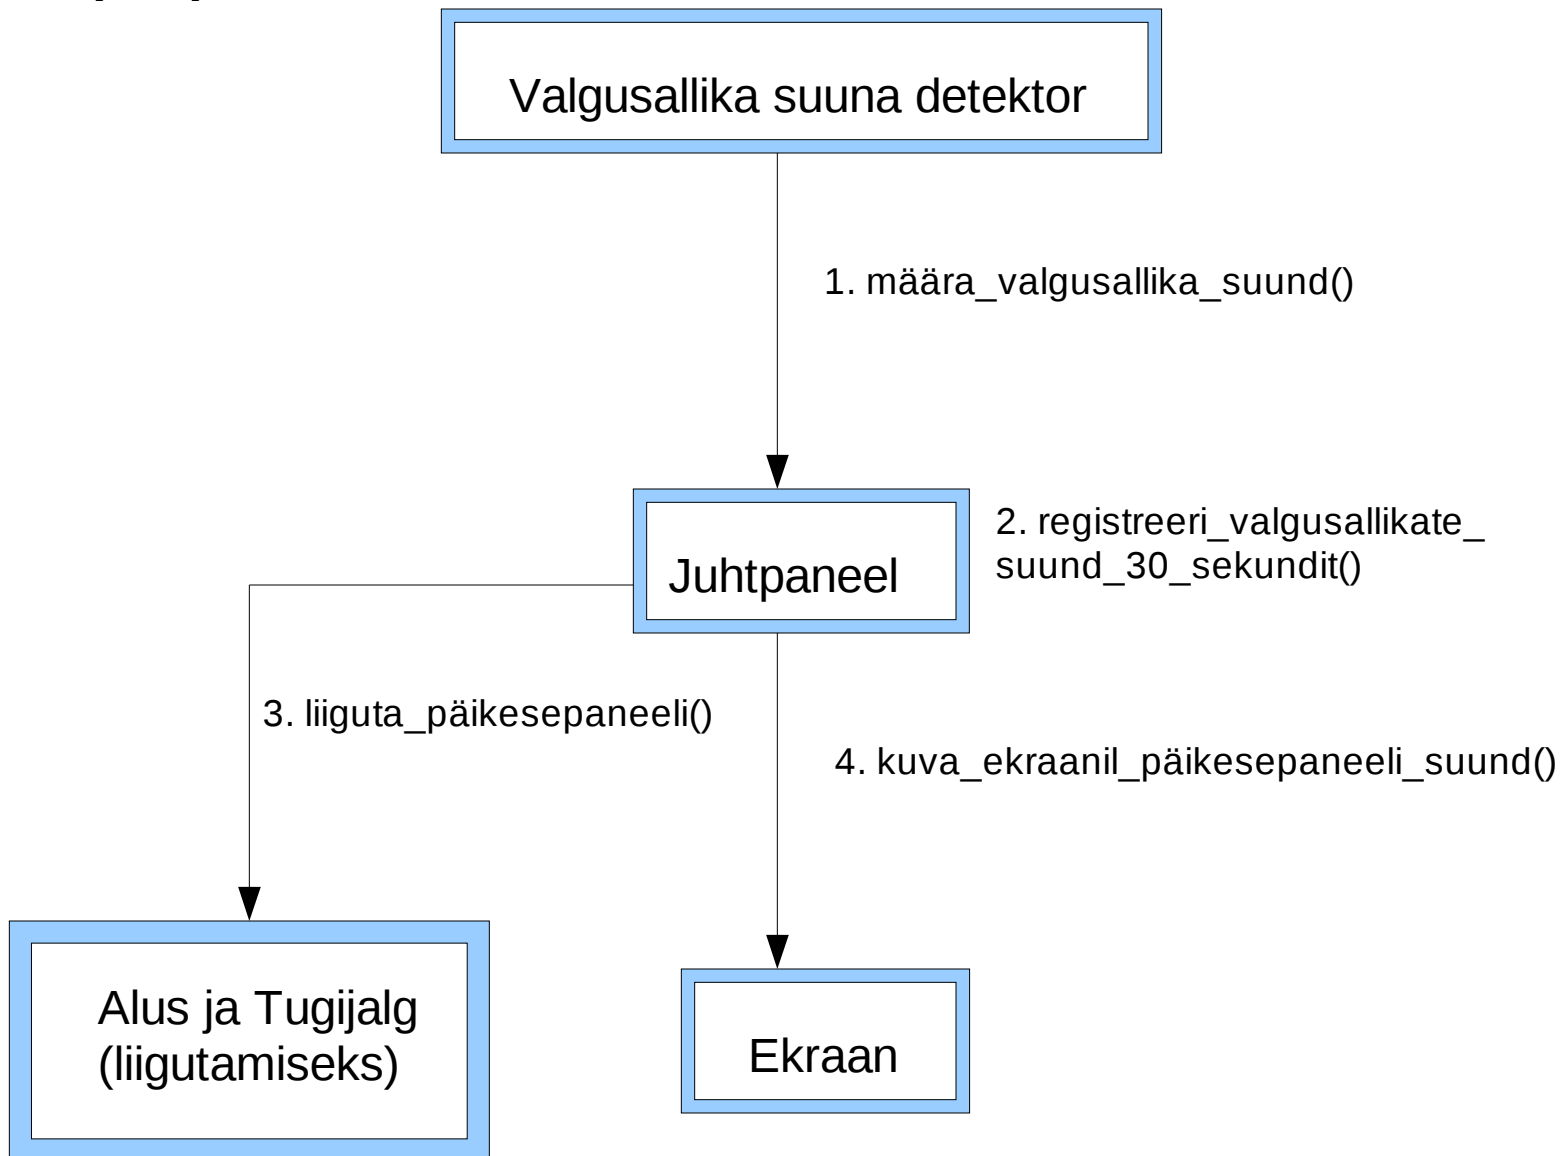 Valgusallika suuna detektor
1. määra_valgusallika_suund()
2. registreeri_valgusallikate_
suund_30_sekundit()
Juhtpaneel
3. liiguta_päikesepaneeli()
4. kuva_ekraanil_päikesepaneeli_suund()
Alus ja Tugijalg
(liigutamiseks)
Ekraan